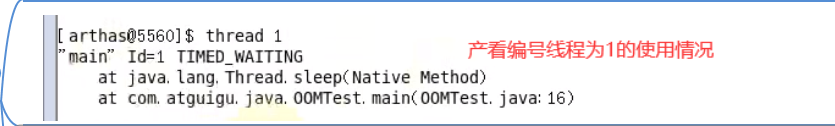 [arthas@5560]$ thread 1
"main" Id=1 TIMED_WAITING
产看编号线程为1的使用情况
at java.lang.Thread.sleep(Native Method)
at com.atguigu.java.OOMTest.main(OOMTest.java:16)